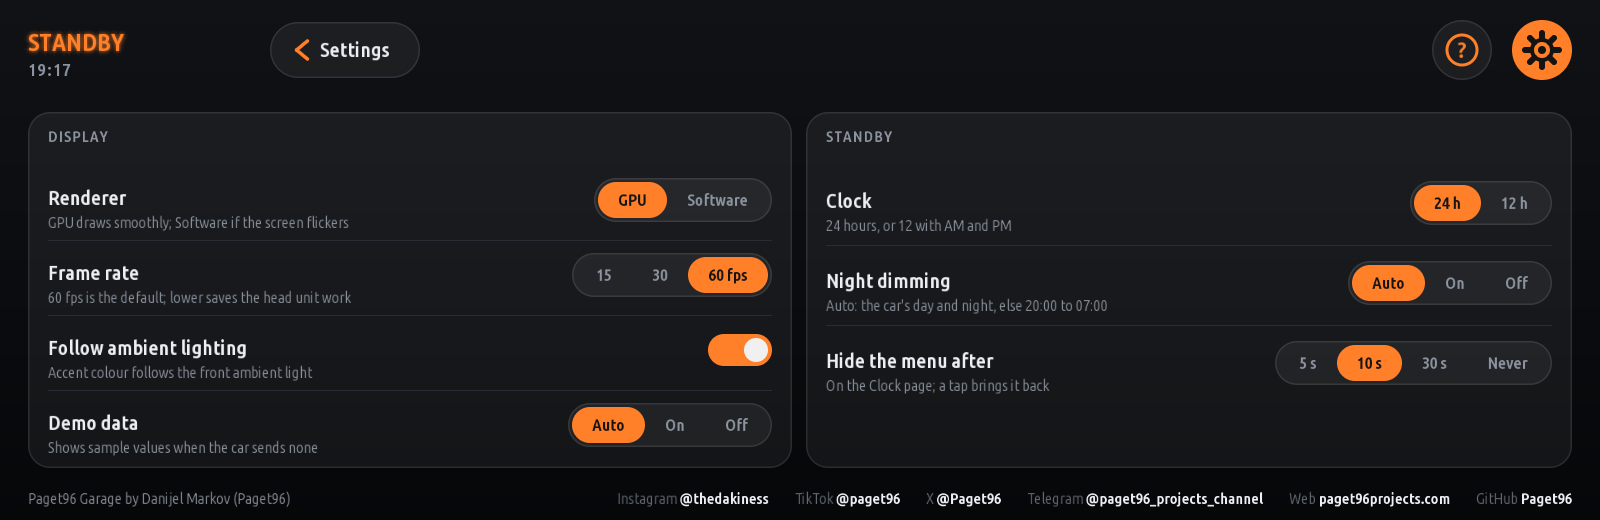 STANDBY
19:17
Settings
?
DISPLAY
Renderer
GPU draws smoothly; Software if the screen flickers
GPU Software
Frame rate
60 fps is the default; lower saves the head unit work
15 30 60 fps
Follow ambient lighting
Accent colour follows the front ambient light
Demo data
Shows sample values when the car sends none
Auto On Off
STANDBY
Clock
24 hours, or 12 with AM and PM
24 h 12 h
Night dimming
Auto: the car's day and night, else 20:00 to 07:00
Auto On Off
Hide the menu after
On the Clock page; a tap brings it back
5 s 10 s 30 s Never
Paget96 Garage by Danijel Markov (Paget96)
Instagram @thedakiness TikTok @paget96 X @Paget96 Telegram @paget96_projects_channel Web paget96projects.com GitHub Paget96